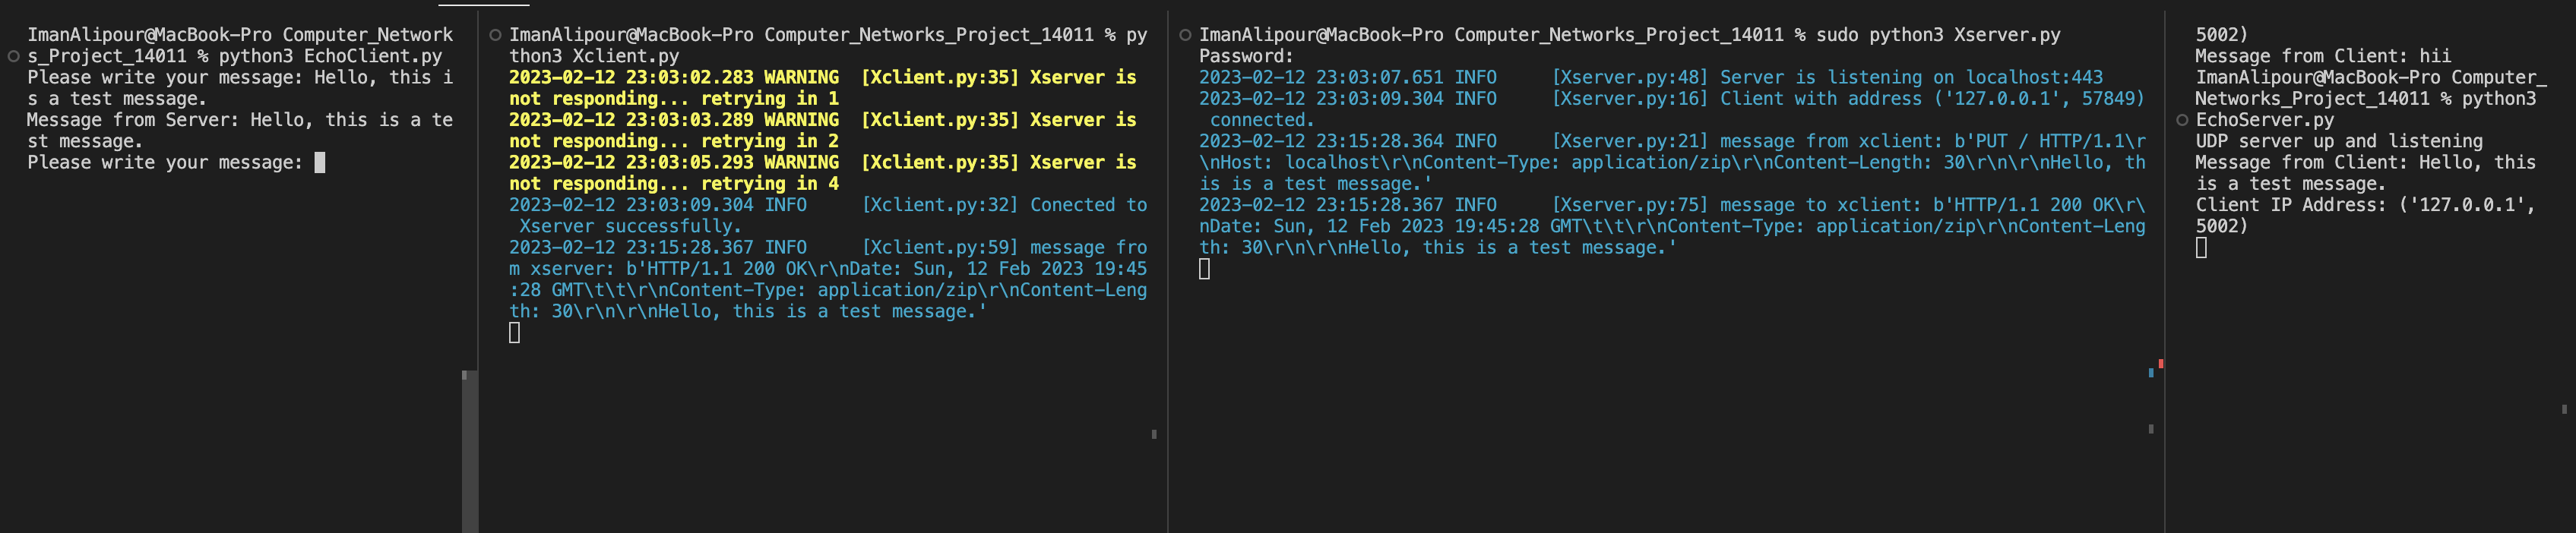 ImanAlipour@MacBook-Pro Computer_Network
s_Project_14011 % python3 EchoClient.py
Please write your message: Hello, this i
s a test message.
Message from Server: Hello, this is a te
st message.
Please write your message:
ImanAlipour@MacBook-Pro Computer_Networks_Project_14011 % py
thon3 Xclient.py
2023-02-12 23:03:02.283 WARNING  [Xclient.py:35] Xserver is
not responding... retrying in 1
2023-02-12 23:03:03.289 WARNING  [Xclient.py:35] Xserver is
not responding... retrying in 2
2023-02-12 23:03:05.293 WARNING  [Xclient.py:35] Xserver is
not responding... retrying in 4
2023-02-12 23:03:09.304 INFO     [Xclient.py:32] Conected to
 Xserver successfully.
2023-02-12 23:15:28.367 INFO     [Xclient.py:59] message fro
m xserver: b'HTTP/1.1 200 OK\r\nDate: Sun, 12 Feb 2023 19:45
:28 GMT\t\t\r\nContent-Type: application/zip\r\nContent-Leng
th: 30\r\n\r\nHello, this is a test message.'
ImanAlipour@MacBook-Pro Computer_Networks_Project_14011 % sudo python3 Xserver.py
Password:
2023-02-12 23:03:07.651 INFO     [Xserver.py:48] Server is listening on localhost:443
2023-02-12 23:03:09.304 INFO     [Xserver.py:16] Client with address ('127.0.0.1', 57849)
 connected.
2023-02-12 23:15:28.364 INFO     [Xserver.py:21] message from xclient: b'PUT / HTTP/1.1\r
\nHost: localhost\r\nContent-Type: application/zip\r\nContent-Length: 30\r\n\r\nHello, th
is is a test message.'
2023-02-12 23:15:28.367 INFO     [Xserver.py:75] message to xclient: b'HTTP/1.1 200 OK\r\
nDate: Sun, 12 Feb 2023 19:45:28 GMT\t\t\r\nContent-Type: application/zip\r\nContent-Leng
th: 30\r\n\r\nHello, this is a test message.'
5002)
Message from Client: hii
ImanAlipour@MacBook-Pro Computer_
Networks_Project_14011 % python3
EchoServer.py
UDP server up and listening
Message from Client: Hello, this
is a test message.
Client IP Address: ('127.0.0.1',
5002)